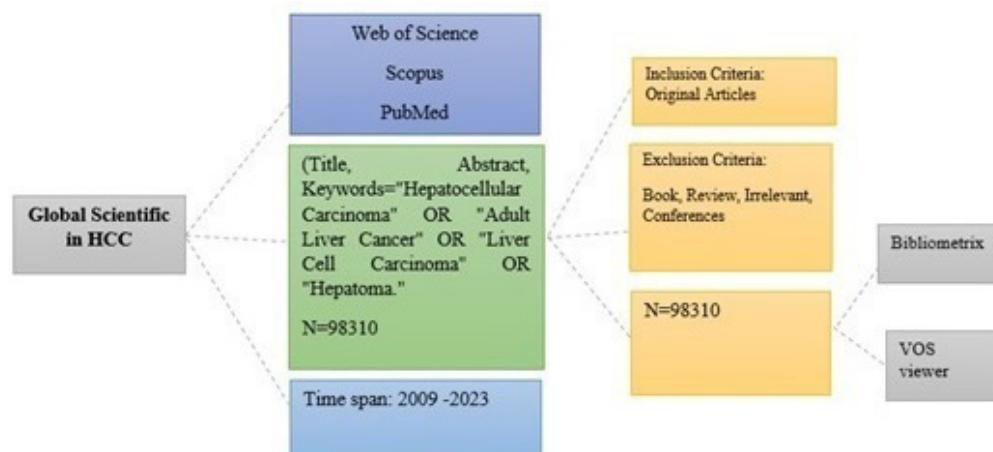 Global Scientific
in HCC
Web of Science
Scopus
PubMed
(Title, Abstract,
Keywords="Hepatocellular
Carcinoma" OR "Adult
Liver Cancer" OR "Liver
Cell Carcinoma" OR
"Hepatoma."
N=98310
Time span: 2009 -2023
Inclusion Criteria:
Original Articles
Exclusion Criteria:
Book, Review, Irrelevant,
Conferences
N=98310
Bibliometrix
VOS
viewer